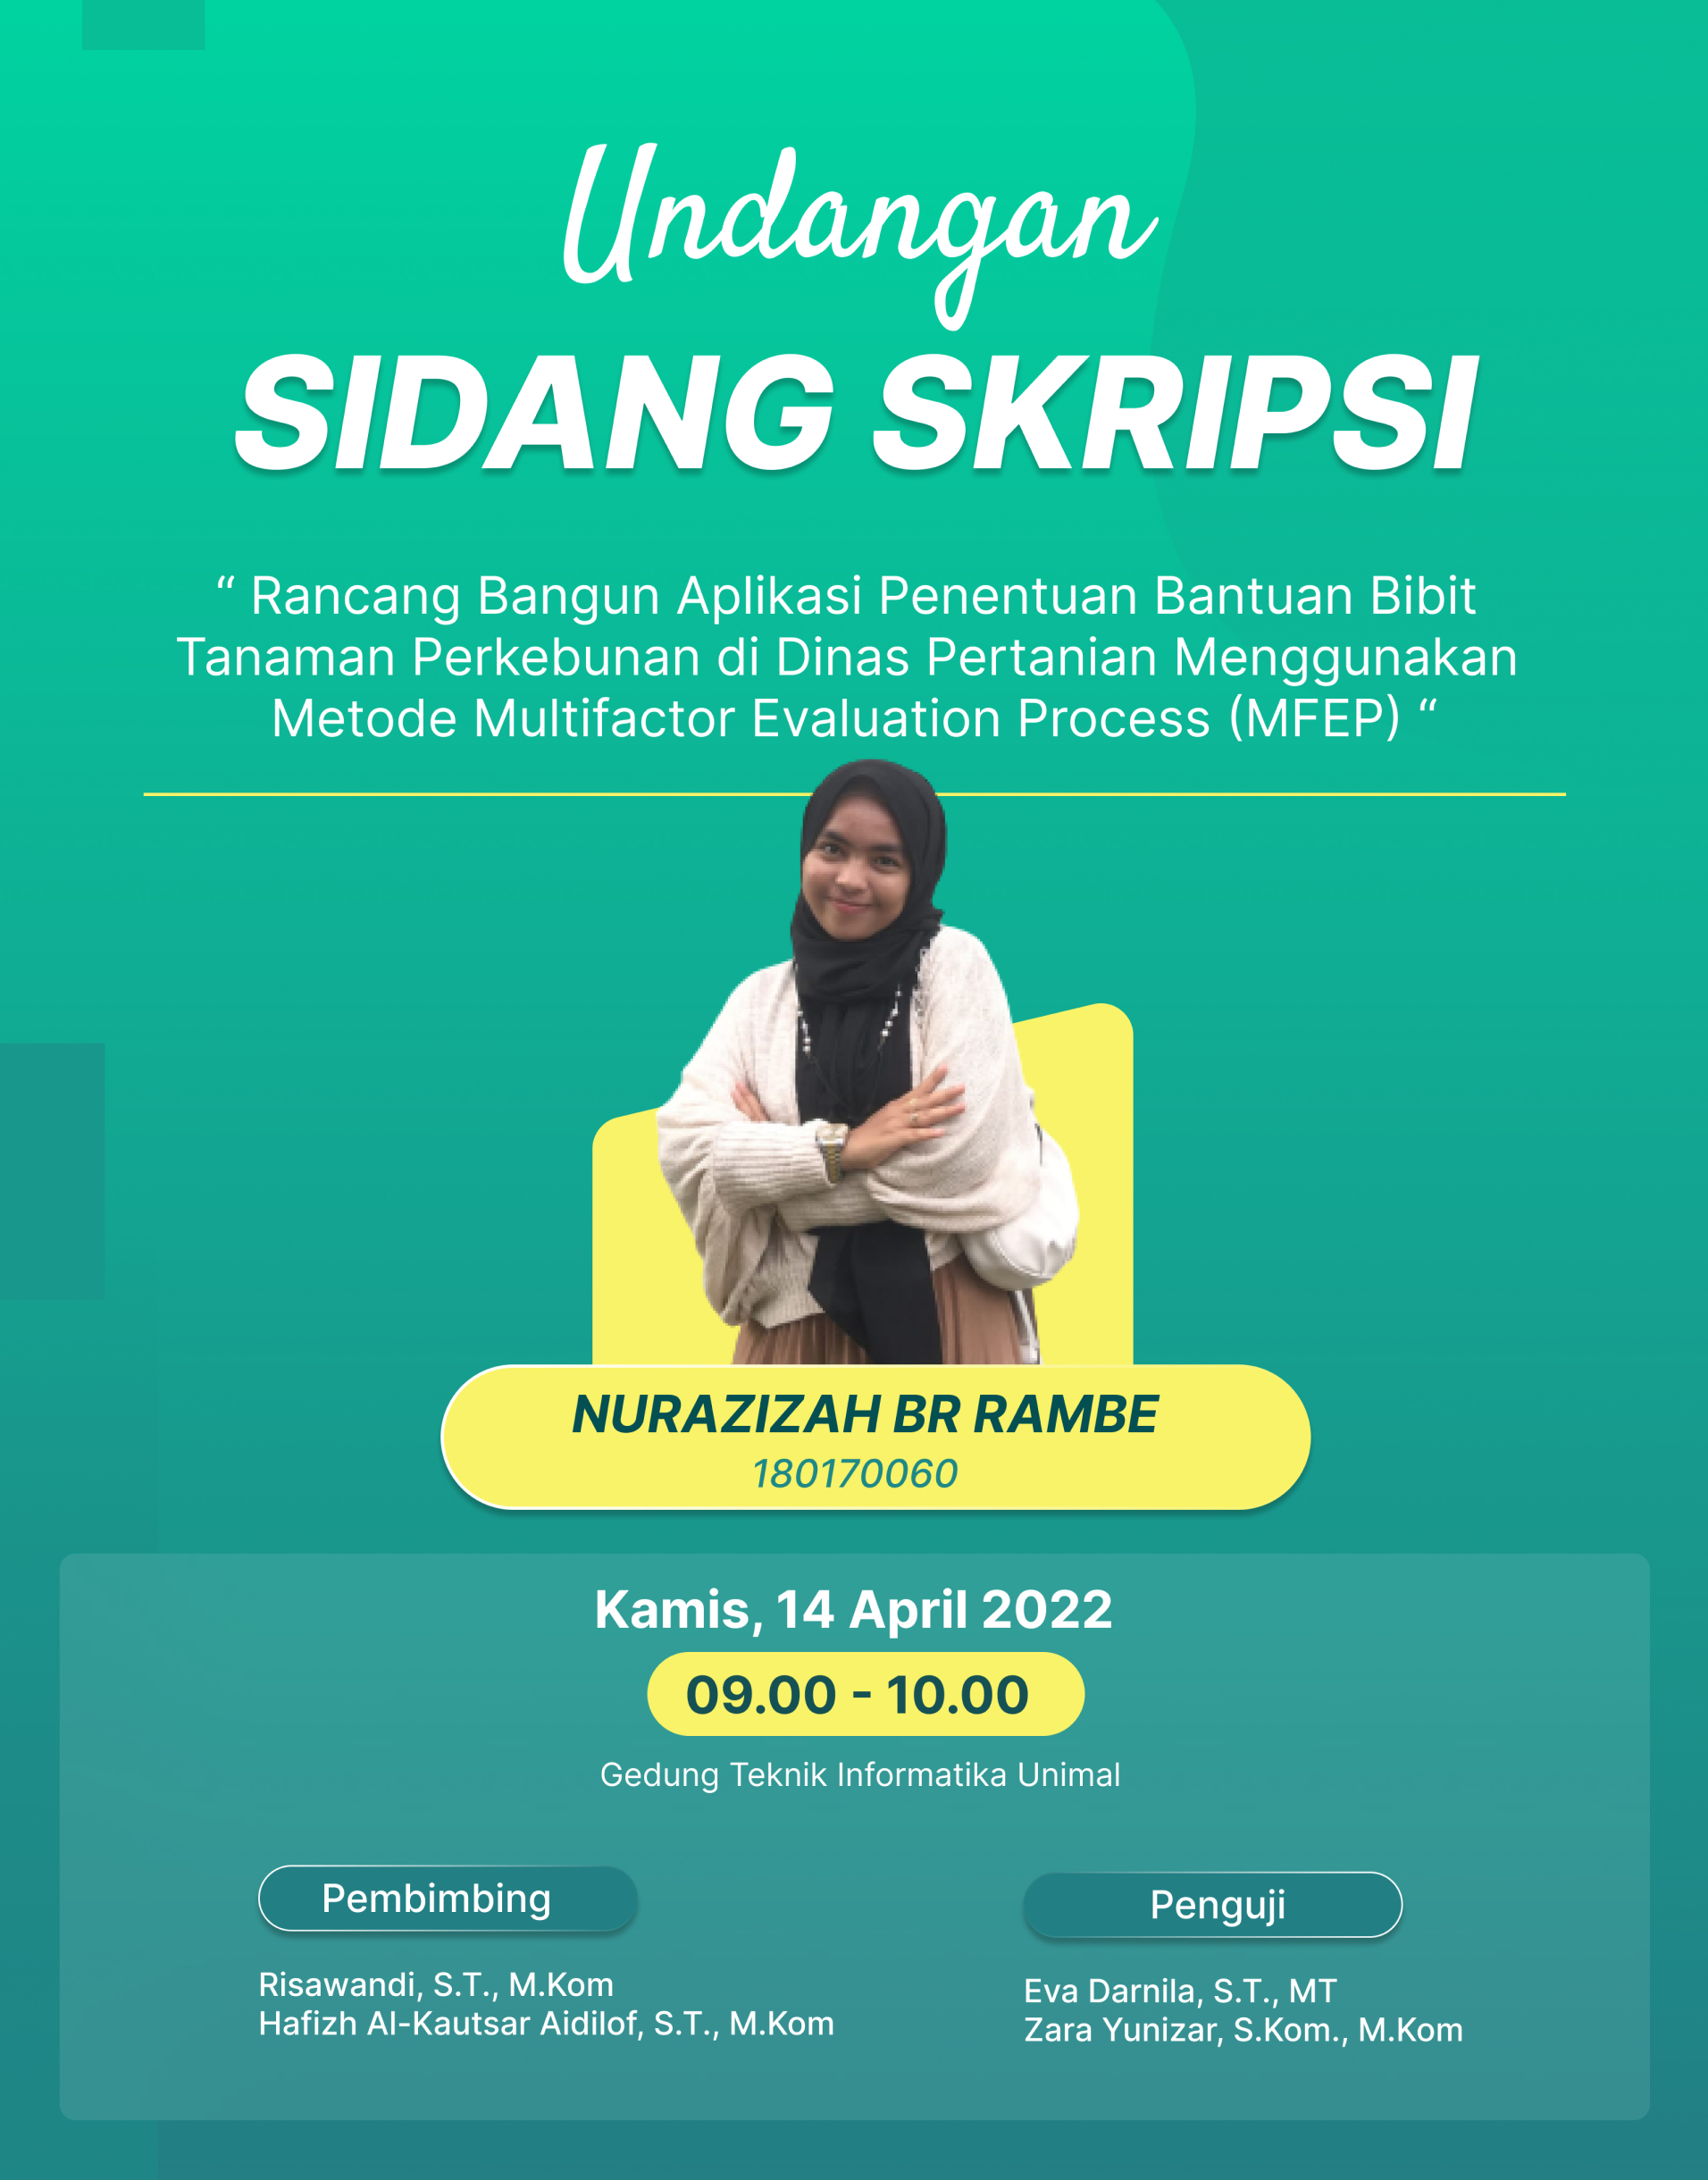 Undangan
SIDANG SKRIPSI
“ Rancang Bangun Aplikasi Penentuan Bantuan Bibit
Tanaman Perkebunan di Dinas Pertanian Menggunakan
Metode Multifactor Evaluation Process (MFEP) “
NURAZIZAH BR RAMBE
180170060
Kamis, 14 April 2022
09.00 - 10.00
Gedung Teknik Informatika Unimal
Pembimbing
Risawandi, S.T., M.Kom
Hafizh Al-Kautsar Aidilof, S.T., M.Kom
Penguji
Eva Darnila, S.T., MT
Zara Yunizar, S.Kom., M.Kom